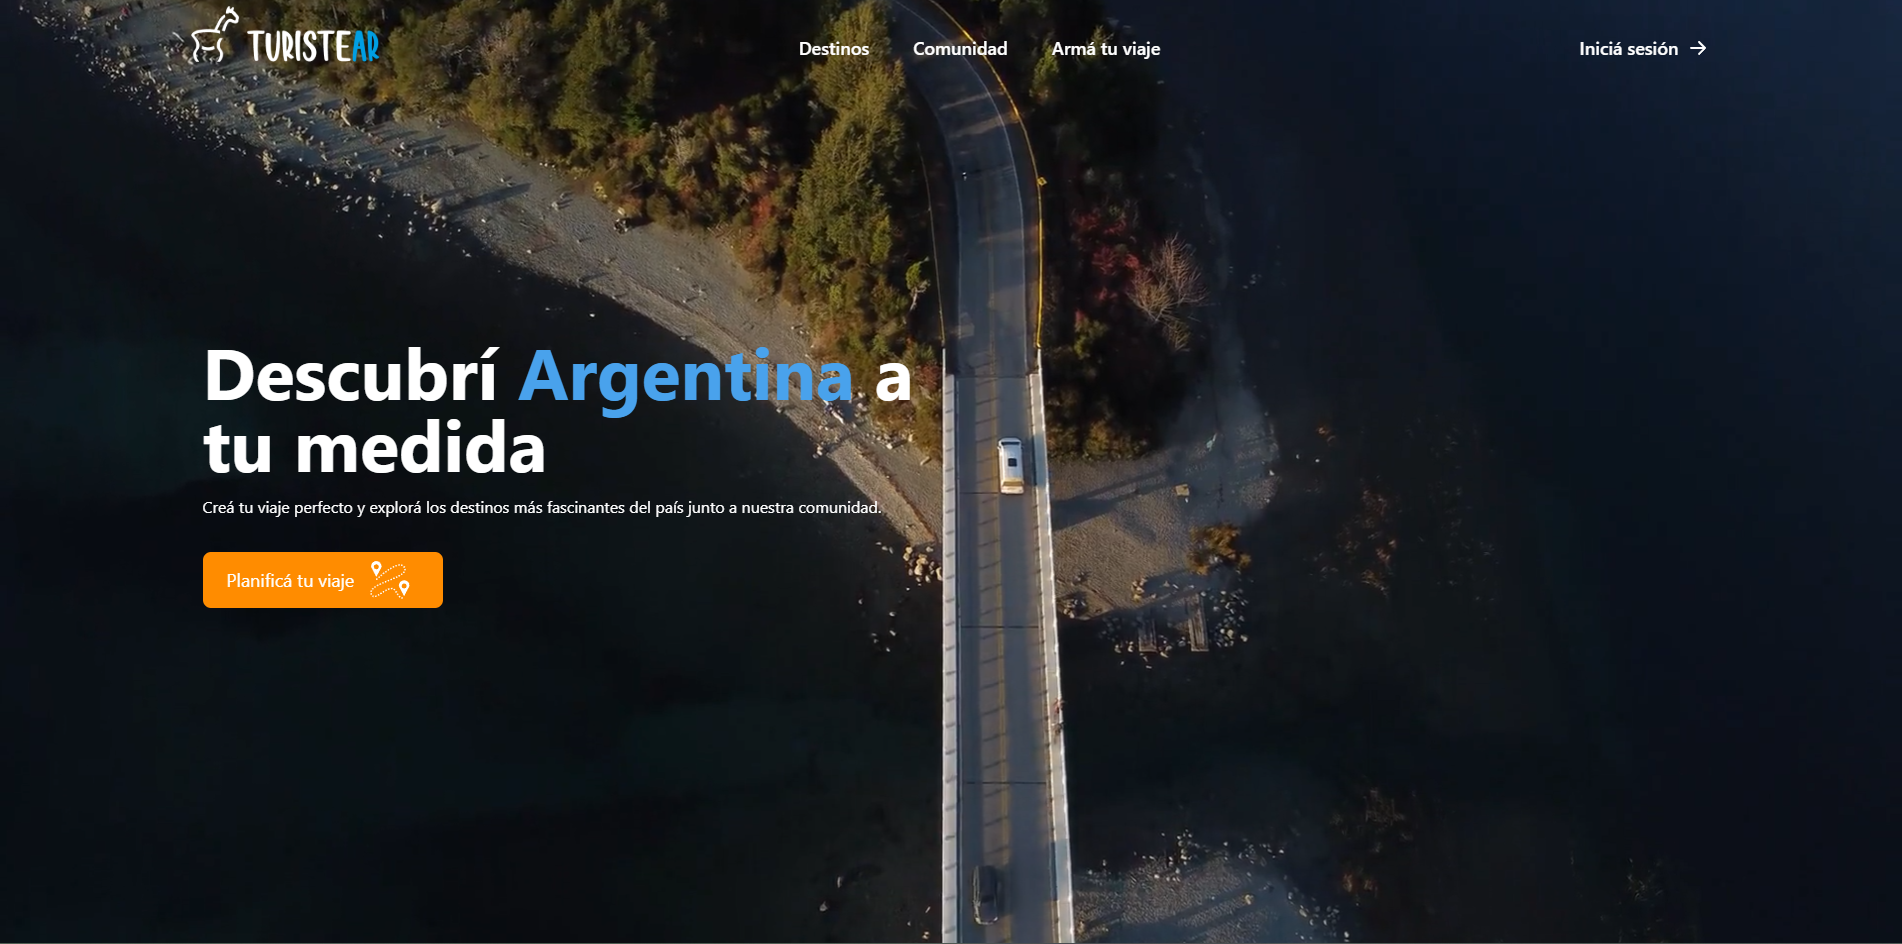 TURISTEAR
Destinos
Comunidad
Armá tu viaje
Iniciá sesión
Descubrí Argentina a
tu medida
Creá tu viaje perfecto y explorá los destinos más fascinantes del país junto a nuestra comunidad.
Planificá tu viaje